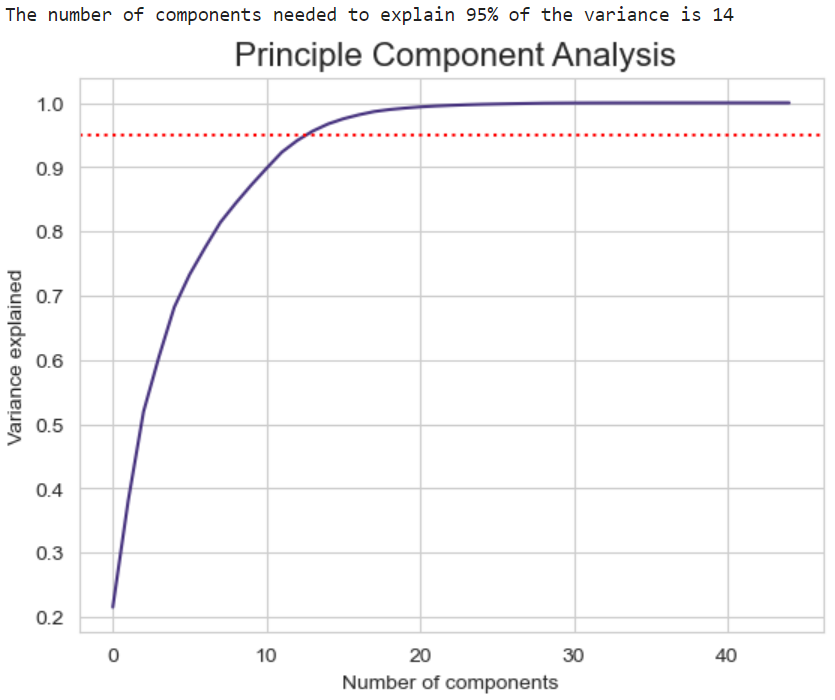 The number of components needed to explain 95% of the variance is 14
Principle Component Analysis
1.0
0.9
0.8
0.7
0.6
0.5
0.4
0.3
0.2
Variance explained
0 10 20 30 40
Number of components